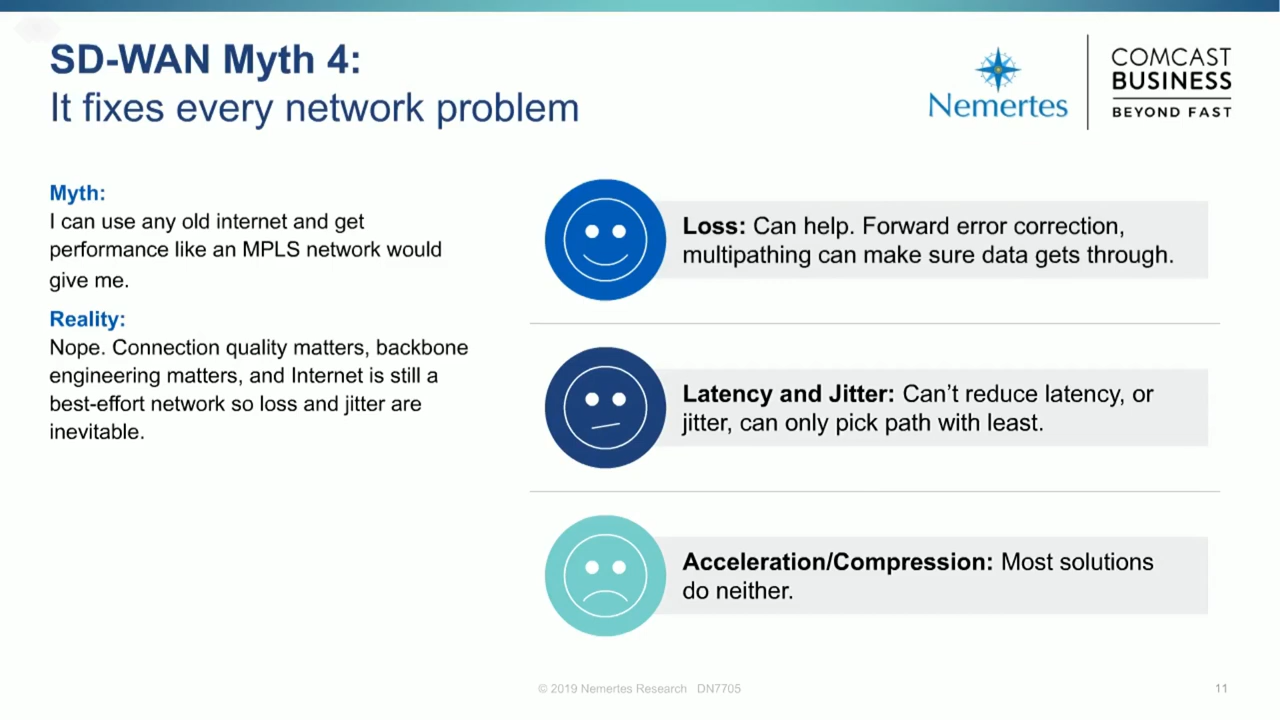 SD-WAN Myth 4:
It fixes every network problem
Nemertes
COMCAST
BUSINESS
BEYOND FAST
Myth:
I can use any old internet and get
performance like an MPLS network would
give me.
Reality:
Nope. Connection quality matters, backbone
engineering matters, and Internet is still a
best-effort network so loss and jitter are
inevitable.
Loss: Can help. Forward error correction,
multipathing can make sure data gets through.
Latency and Jitter: Can’t reduce latency, or
jitter, can only pick path with least.
Acceleration/Compression: Most solutions
do neither.
© 2019 Nemertes Research DN7705
11